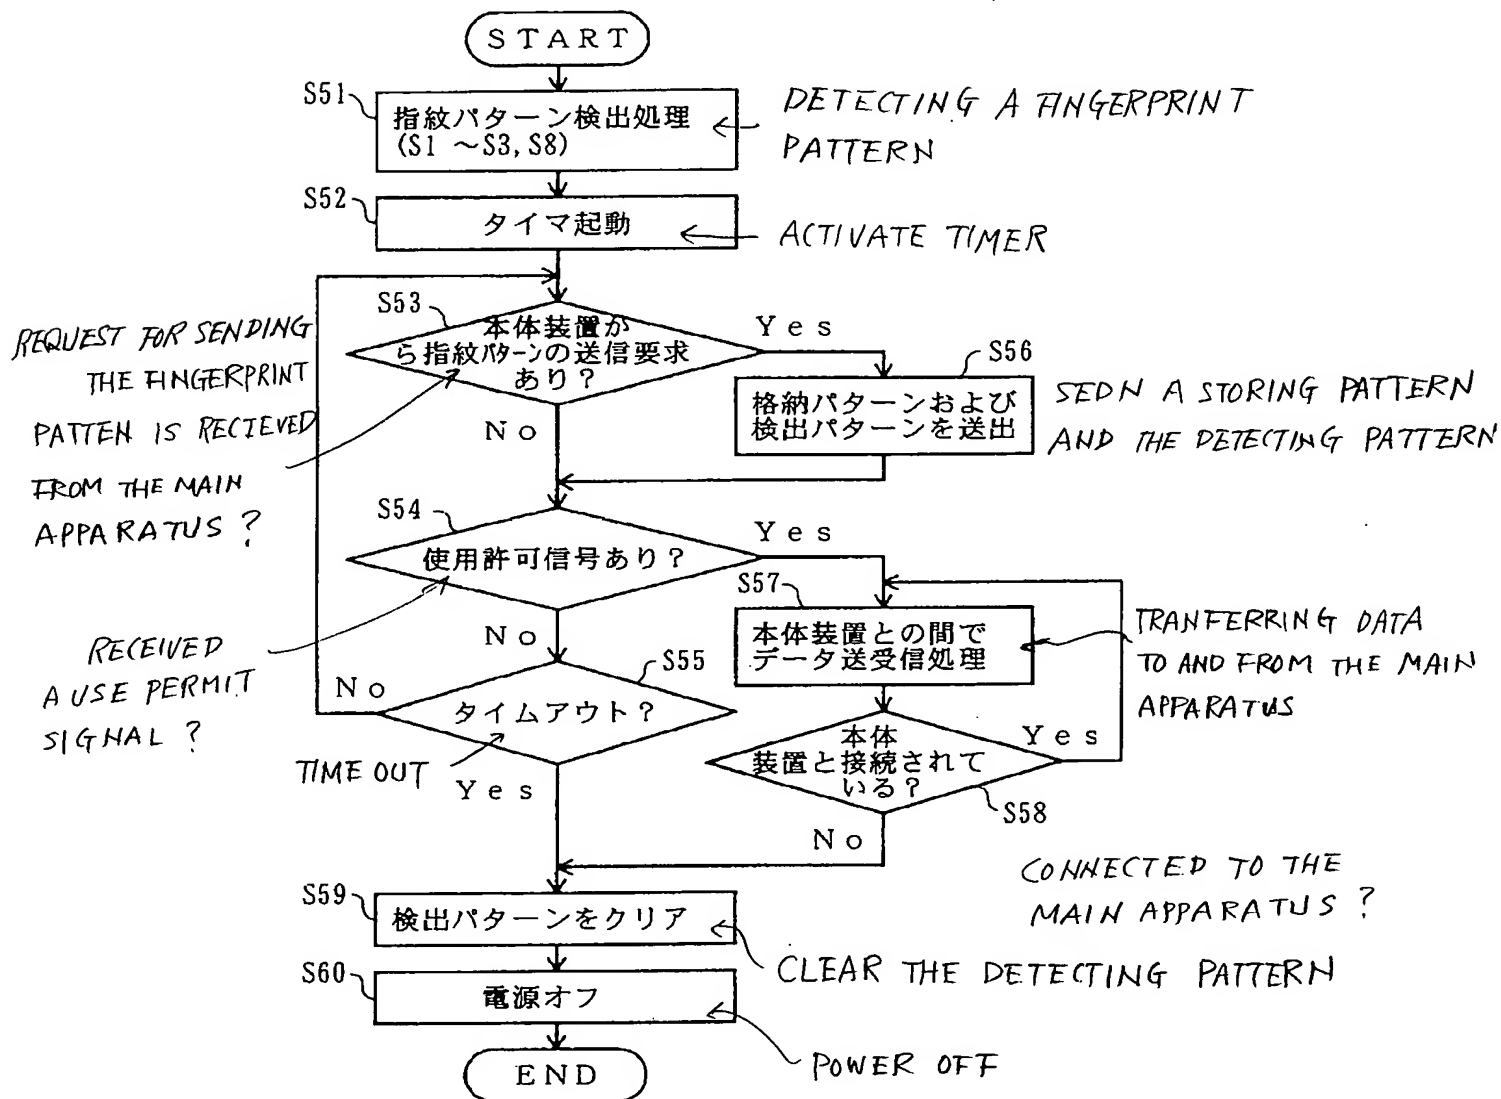 START
S51
指紋パターン検出処理
(S1 ～S3, S8)
DETECTING A FINGERPRINT
PATTERN
S52
タイマ起動
ACTIVATE TIMER
S53
本体装置か
ら指紋パターンの送信要求
あり？
Yes
No
REQUEST FOR SENDING
THE FINGERPRINT
PATTEN IS RECIEVED
FROM THE MAIN
APPARATUS ?
S56
格納パターンおよび
検出パターンを送出
SEDN A STORING PATTERN
AND THE DETECTING PATTERN
S54
使用許可信号あり？
Yes
No
RECEIVED
A USE PERMIT
SIGNAL ?
S57
本体装置との間で
データ送受信処理
TRANFERRING DATA
TO AND FROM THE MAIN
APPARATUS
S55
タイムアウト？
No
Yes
TIME OUT
本体
装置と接続されて
いる？
Yes
S58
No
CONNECTED TO THE
MAIN APPARATUS ?
S59
検出パターンをクリア
CLEAR THE DETECTING PATTERN
S60
電源オフ
POWER OFF
END